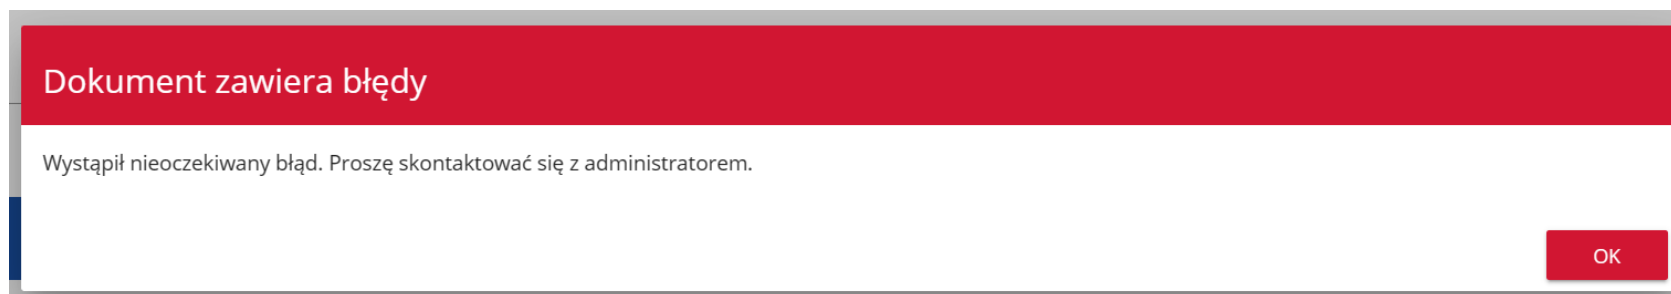 Dokument zawiera błędy
Wystąpił nieoczekiwany błąd. Proszę skontaktować się z administratorem.
OK